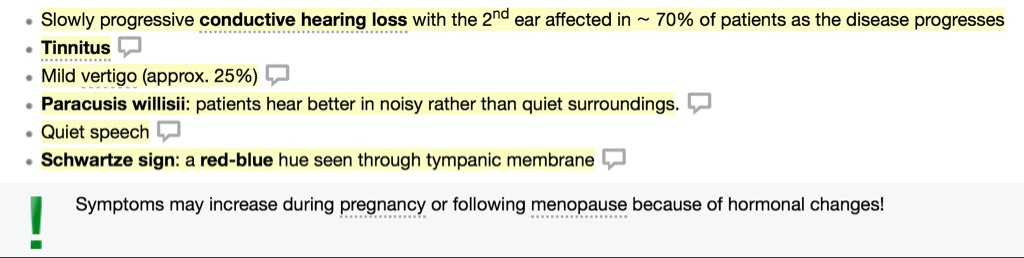 Slowly progressive conductive hearing loss with the 2nd ear affected in ~ 70% of patients as the disease progresses
Tinnitus
Mild vertigo (approx. 25%)
Paracusis willisii: patients hear better in noisy rather than quiet surroundings.
Quiet speech
Schwartze sign: a red-blue hue seen through tympanic membrane
! Symptoms may increase during pregnancy or following menopause because of hormonal changes!